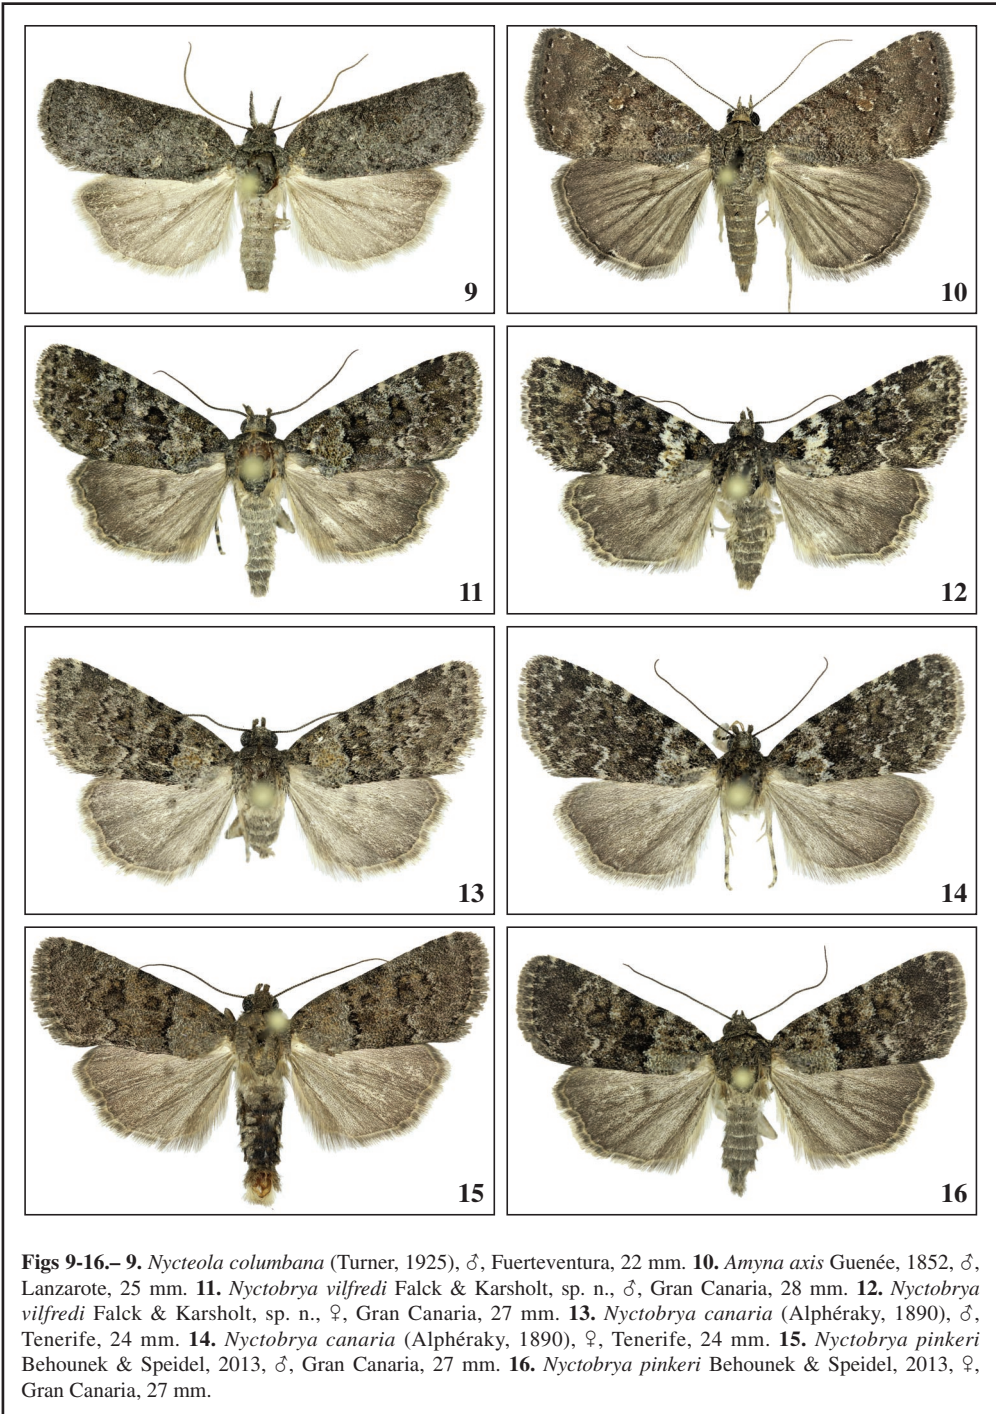 9
10
11
12
13
14
15
16
Figs 9-16.– 9. Nycteola columbana (Turner, 1925), ♂, Fuerteventura, 22 mm. 10. Amyna axis Guenée, 1852, ♂,
Lanzarote, 25 mm. 11. Nyctobrya vilfredi Falck & Karsholt, sp. n., ♂, Gran Canaria, 28 mm. 12. Nyctobrya
vilfredi Falck & Karsholt, sp. n., ♀, Gran Canaria, 27 mm. 13. Nyctobrya canaria (Alphéraky, 1890), ♂,
Tenerife, 24 mm. 14. Nyctobrya canaria (Alphéraky, 1890), ♀, Tenerife, 24 mm. 15. Nyctobrya pinkeri
Behounek & Speidel, 2013, ♂, Gran Canaria, 27 mm. 16. Nyctobrya pinkeri Behounek & Speidel, 2013, ♀,
Gran Canaria, 27 mm.